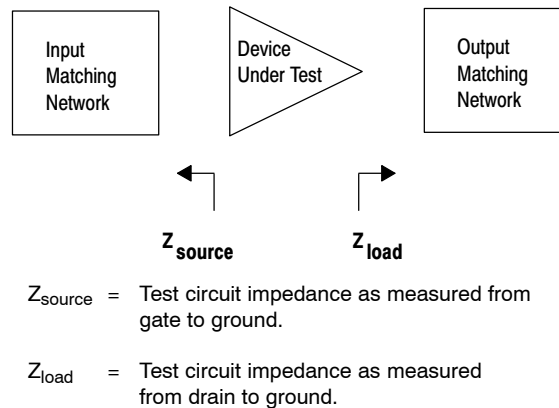 Input
Matching
Network
Device
Under Test
Output
Matching
Network
Z source
Z load
Zsource = Test circuit impedance as measured from
gate to ground.
Zload = Test circuit impedance as measured
from drain to ground.